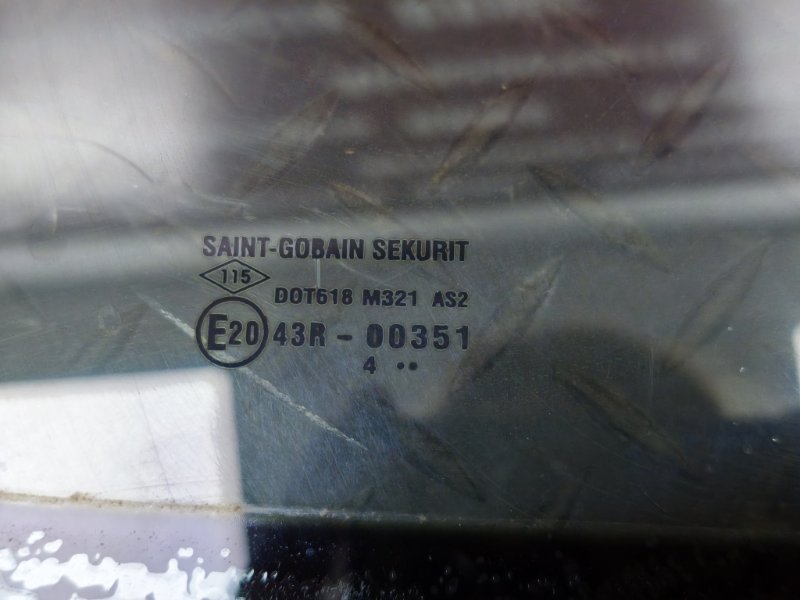 SAINT-GOBAIN SEKURIT
115
DOT618 M321 AS2
E20 43R - 00351
4 ••